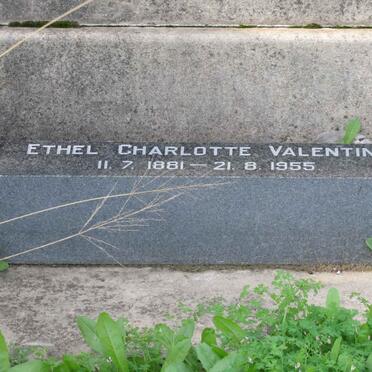 ETHEL CHARLOTTE VALENTIN
11. 7. 1881 — 21. 8. 1955